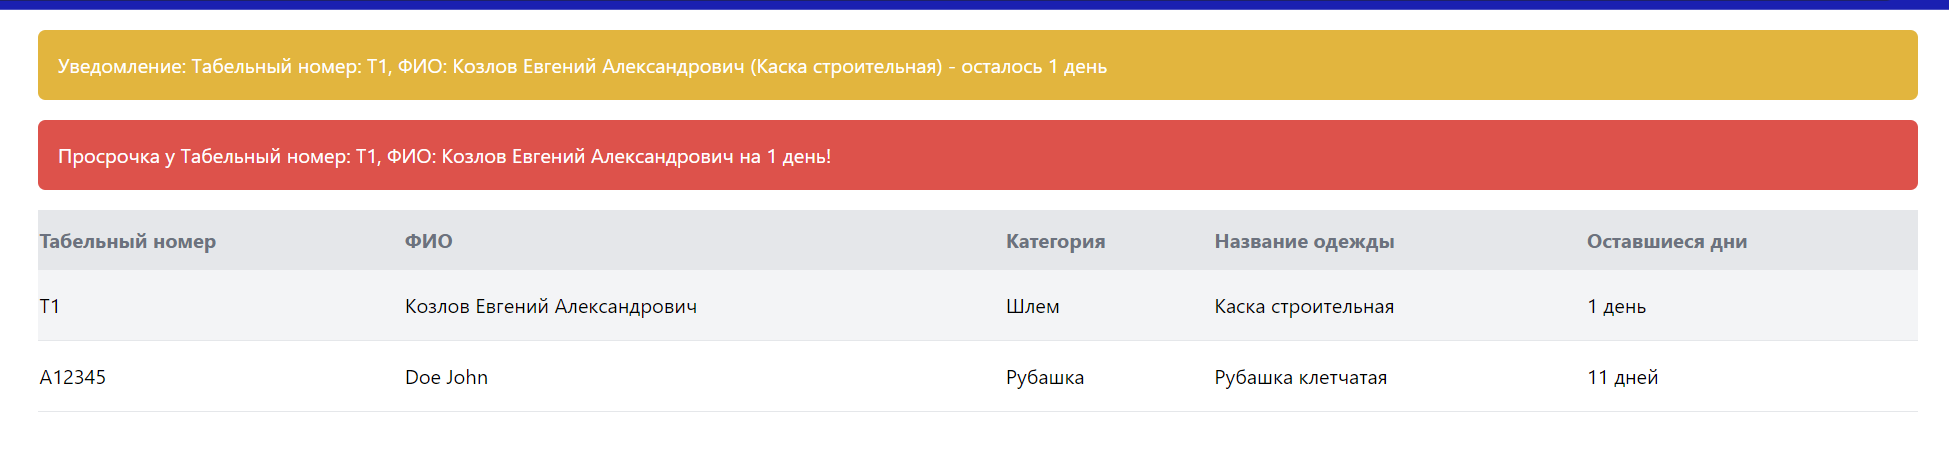 Уведомление: Табельный номер: T1, ФИО: Козлов Евгений Александрович (Каска строительная) - осталось 1 день
Просрочка у Табельный номер: T1, ФИО: Козлов Евгений Александрович на 1 день!
Табельный номер ФИО Категория Название одежды Оставшиеся дни
T1 Козлов Евгений Александрович Шлем Каска строительная 1 день
A12345 Doe John Рубашка Рубашка клетчатая 11 дней